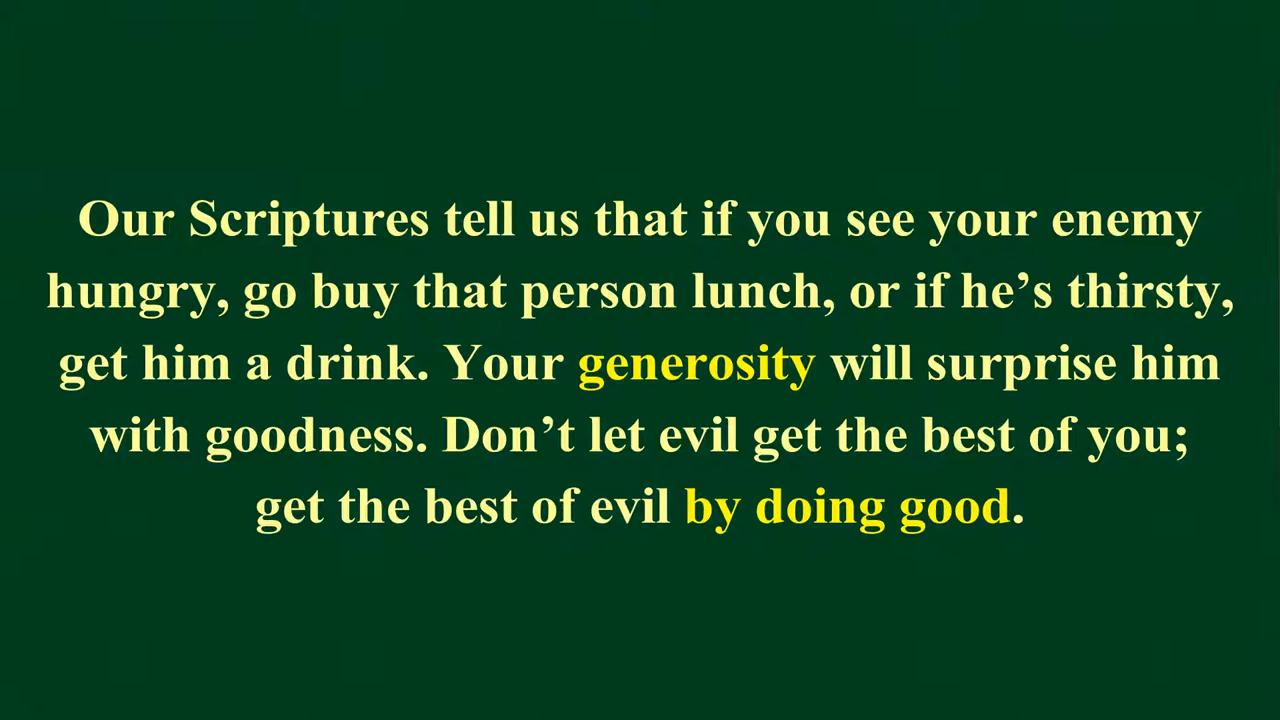 Our Scriptures tell us that if you see your enemy
hungry, go buy that person lunch, or if he’s thirsty,
get him a drink. Your generosity will surprise him
with goodness. Don’t let evil get the best of you;
get the best of evil by doing good.